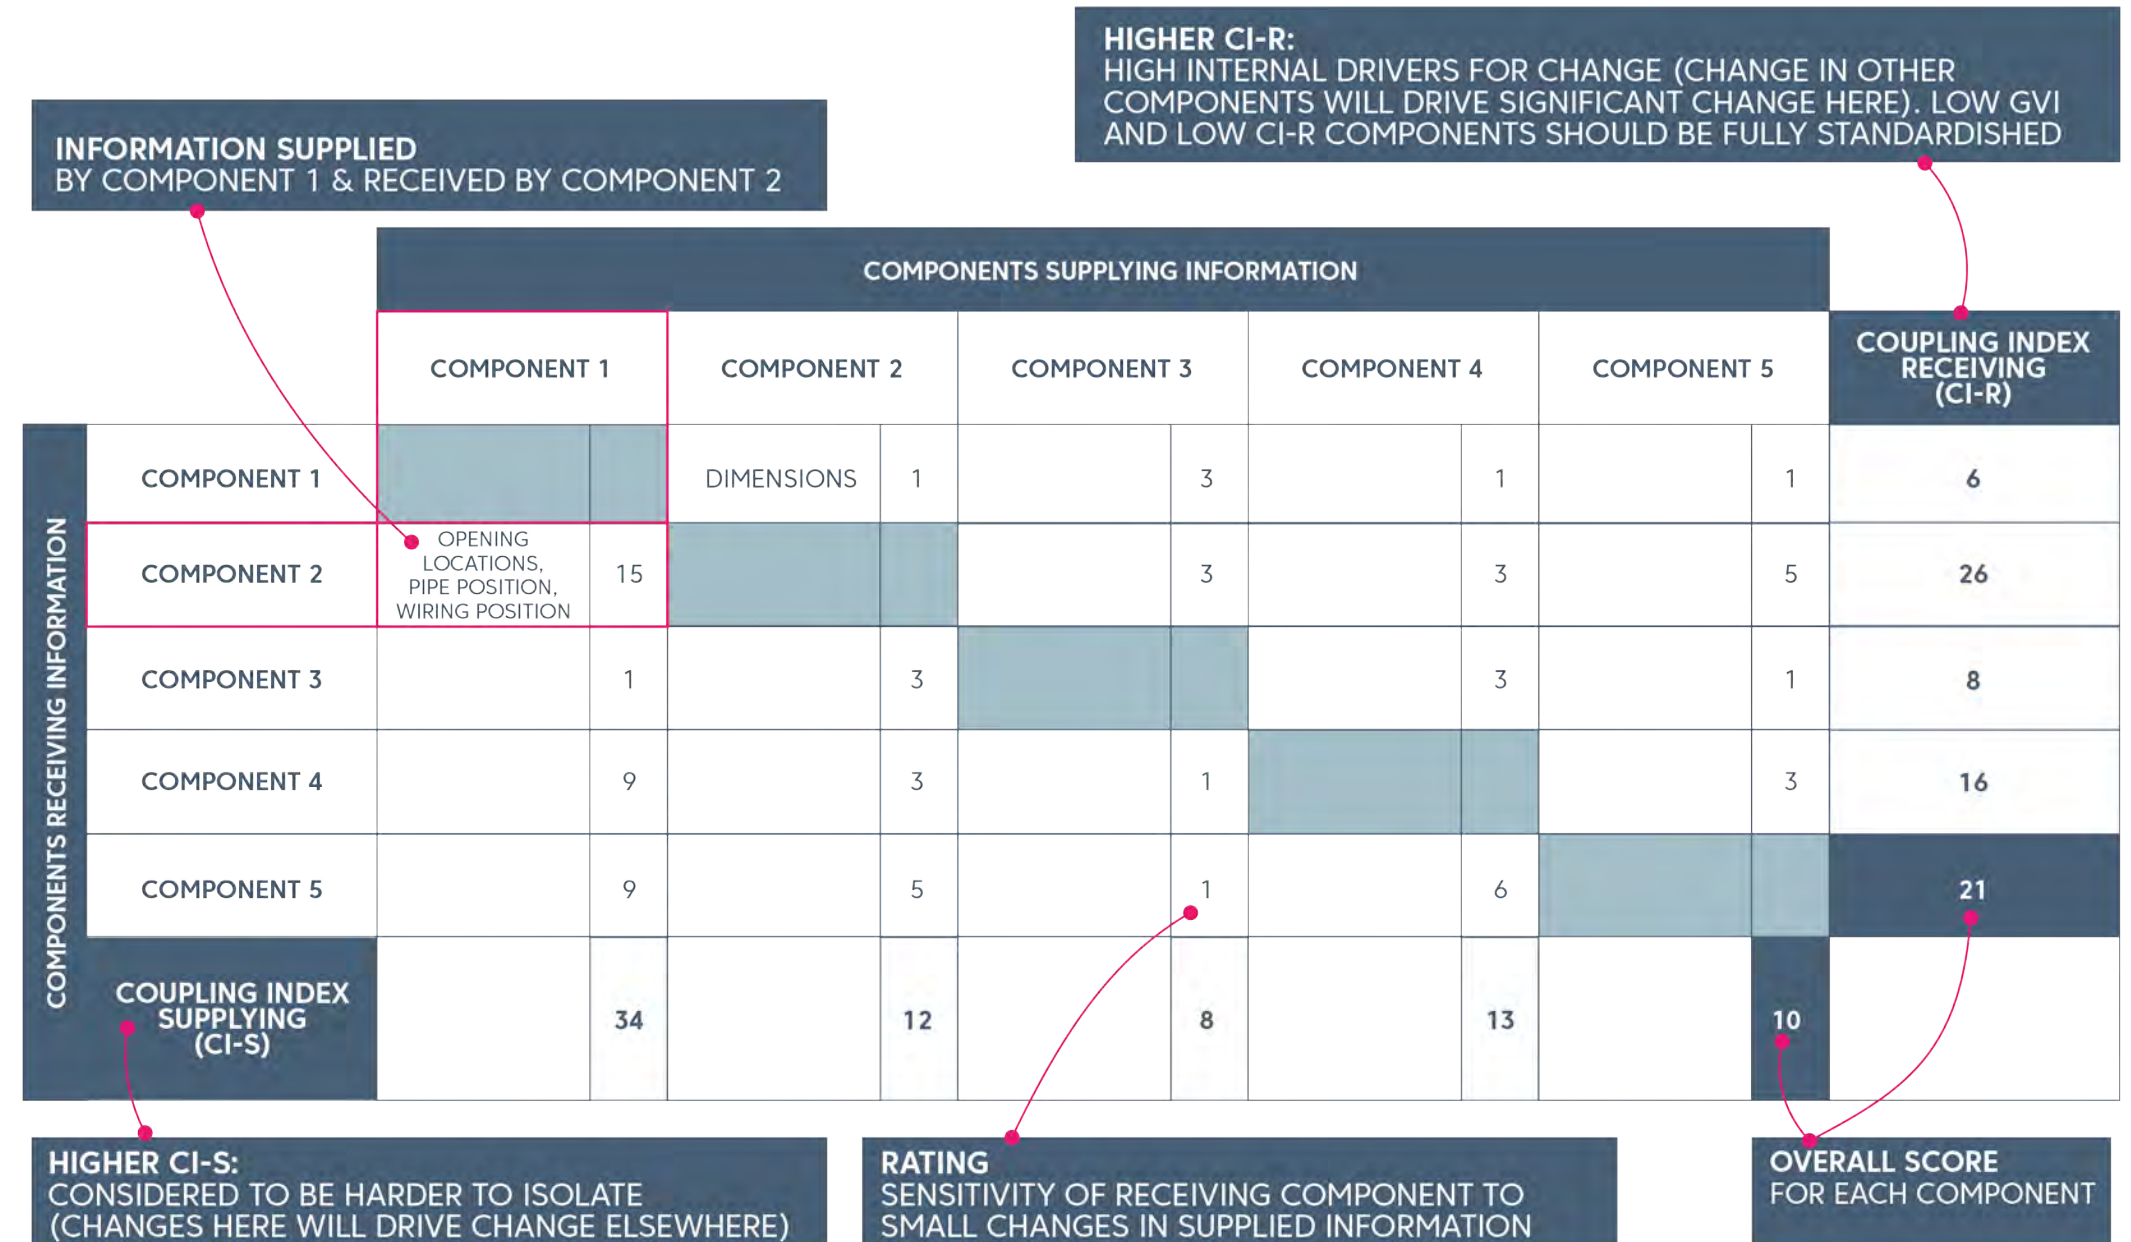 HIGHER CI-R:
HIGH INTERNAL DRIVERS FOR CHANGE (CHANGE IN OTHER
COMPONENTS WILL DRIVE SIGNIFICANT CHANGE HERE). LOW GVI
AND LOW CI-R COMPONENTS SHOULD BE FULLY STANDARDISHED
INFORMATION SUPPLIED
BY COMPONENT 1 & RECEIVED BY COMPONENT 2
COMPONENTS SUPPLYING INFORMATION
COMPONENT 1
COMPONENT 2
COMPONENT 3
COMPONENT 4
COMPONENT 5
COUPLING INDEX
RECEIVING
(CI-R)
COMPONENTS RECEIVING INFORMATION
COMPONENT 1
DIMENSIONS
1
3
1
1
6
COMPONENT 2
OPENING
LOCATIONS,
PIPE POSITION,
WIRING POSITION
15
3
3
5
26
COMPONENT 3
1
3
3
1
8
COMPONENT 4
9
3
1
3
16
COMPONENT 5
9
5
1
6
21
COUPLING INDEX
SUPPLYING
(CI-S)
34
12
8
13
10
HIGHER CI-S:
CONSIDERED TO BE HARDER TO ISOLATE
(CHANGES HERE WILL DRIVE CHANGE ELSEWHERE)
RATING
SENSITIVITY OF RECEIVING COMPONENT TO
SMALL CHANGES IN SUPPLIED INFORMATION
OVERALL SCORE
FOR EACH COMPONENT